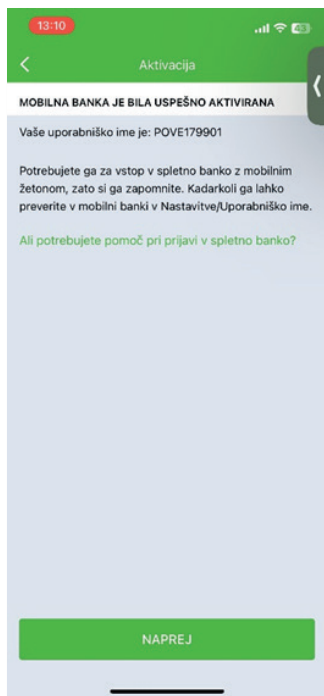 13:10
43
Aktivacija
MOBILNA BANKA JE BILA USPEŠNO AKTIVIRANA
Vaše uporabniško ime je: POVE179901
Potrebujete ga za vstop v spletno banko z mobilnim
žetonom, zato si ga zapomnite. Kadarkoli ga lahko
preverite v mobilni banki v Nastavitve/Uporabniško ime.
Ali potrebujete pomoč pri prijavi v spletno banko?
NAPREJ